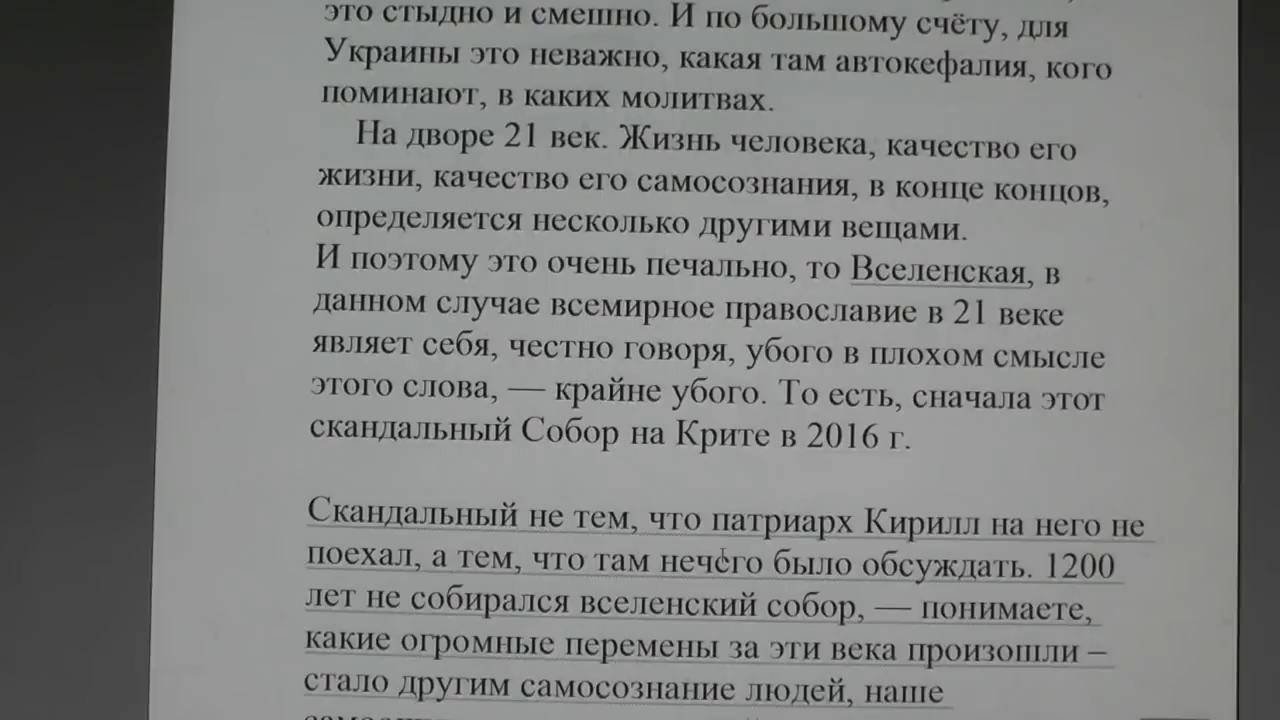 это стыдно и смешно. И по большому счёту, для
Украины это неважно, какая там автокефалия, кого
поминают, в каких молитвах.
На дворе 21 век. Жизнь человека, качество его
жизни, качество его самосознания, в конце концов,
определяется несколько другими вещами.
И поэтому это очень печально, то Вселенская, в
данном случае всемирное православие в 21 веке
являет себя, честно говоря, убого в плохом смысле
этого слова, — крайне убого. То есть, сначала этот
скандальный Собор на Крите в 2016 г.
Скандальный не тем, что патриарх Кирилл на него не
поехал, а тем, что там нечего было обсуждать. 1200
лет не собирался вселенский собор, — понимаете,
какие огромные перемены за эти века произошли –
стало другим самосознание людей, наше